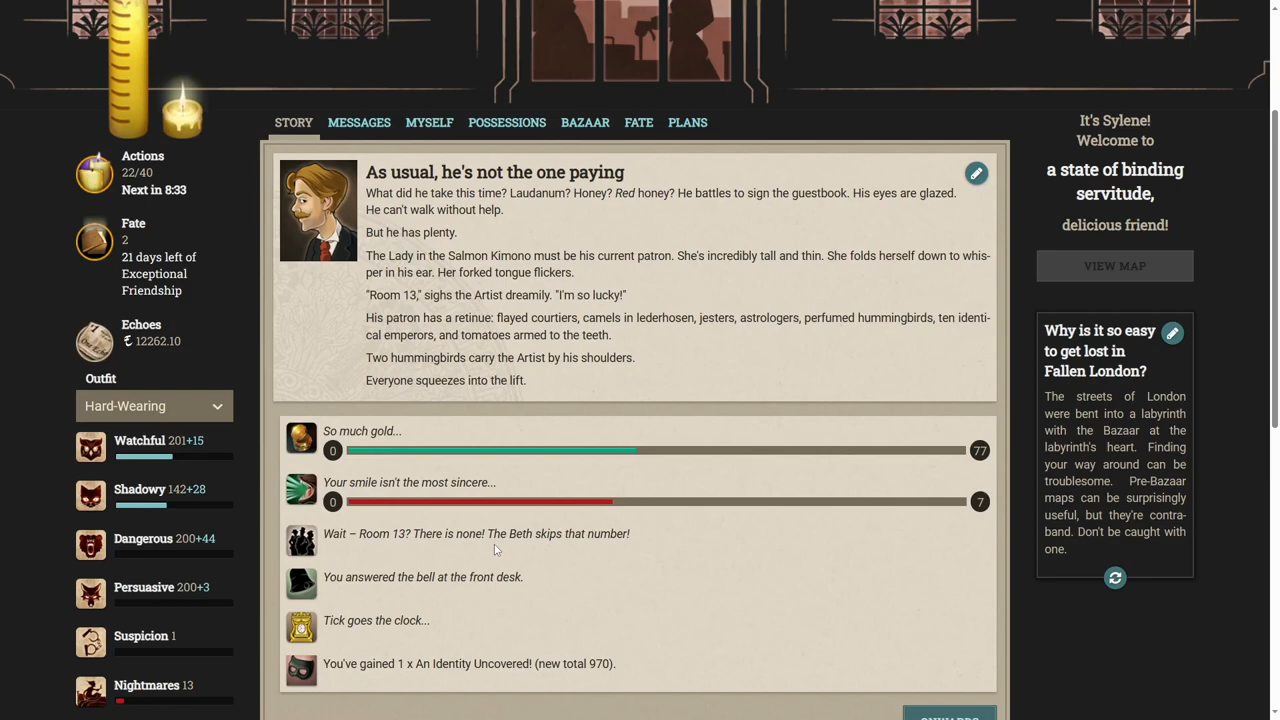 STORY MESSAGES MYSELF POSSESSIONS BAZAAR FATE PLANS
Actions
22/40
Next in 8:33
Fate
2
21 days left of
Exceptional
Friendship
Echoes
12262.10
Outfit
Hard-Wearing
Watchful 201+15
Shadowy 142+28
Dangerous 200+44
Persuasive 200+3
Suspicion 1
Nightmares 13
As usual, he's not the one paying
What did he take this time? Laudanum? Honey? Red honey? He battles to sign the guestbook. His eyes are glazed.
He can't walk without help.
But he has plenty.
The Lady in the Salmon Kimono must be his current patron. She's incredibly tall and thin. She folds herself down to whis-
per in his ear. Her forked tongue flickers.
"Room 13," sighs the Artist dreamily. "I'm so lucky!"
His patron has a retinue: flayed courtiers, camels in lederhosen, jesters, astrologers, perfumed hummingbirds, ten identi-
cal emperors, and tomatoes armed to the teeth.
Two hummingbirds carry the Artist by his shoulders.
Everyone squeezes into the lift.
So much gold...
0 77
Your smile isn't the most sincere...
0 7
Wait – Room 13? There is none! The Beth skips that number!
You answered the bell at the front desk.
Tick goes the clock...
You've gained 1 x An Identity Uncovered! (new total 970).
ONWARDS
It's Sylene!
Welcome to
a state of binding
servitude,
delicious friend!
VIEW MAP
Why is it so easy
to get lost in
Fallen London?
The streets of London
were bent into a labyrinth
with the Bazaar at the
labyrinth's heart. Finding
your way around can be
troublesome. Pre-Bazaar
maps can be surprisingly
useful, but they're contra-
band. Don't be caught with
one.